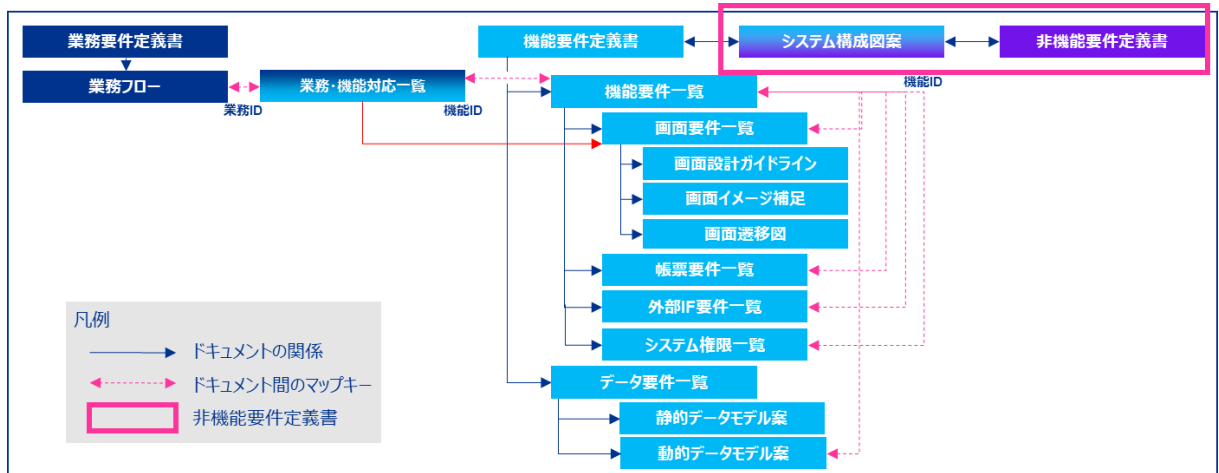 業務要件定義書
機能要件定義書
システム構成図案
非機能要件定義書
業務フロー
業務・機能対応一覧
機能要件一覧
機能ID
業務ID
機能ID
画面要件一覧
画面設計ガイドライン
画面イメージ補足
画面遷移図
帳票要件一覧
外部IF要件一覧
システム権限一覧
データ要件一覧
静的データモデル案
動的データモデル案
凡例
ドキュメントの関係
ドキュメント間のマップキー
非機能要件定義書